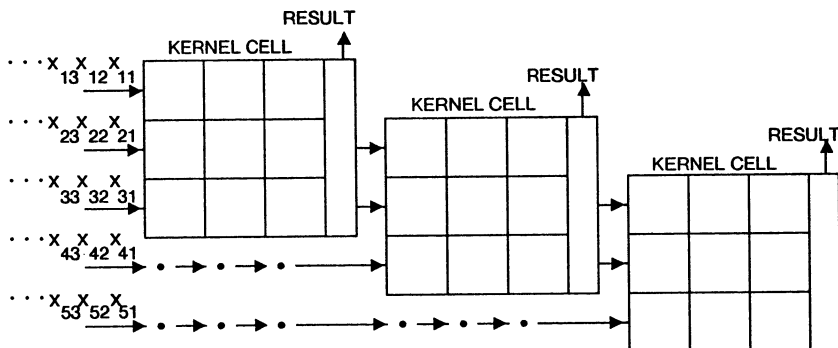 RESULT
KERNEL CELL
· · · x13 x12 x11
RESULT
KERNEL CELL
· · · x23 x22 x21
RESULT
KERNEL CELL
· · · x33 x32 x31
· · · x43 x42 x41
· · · x53 x52 x51